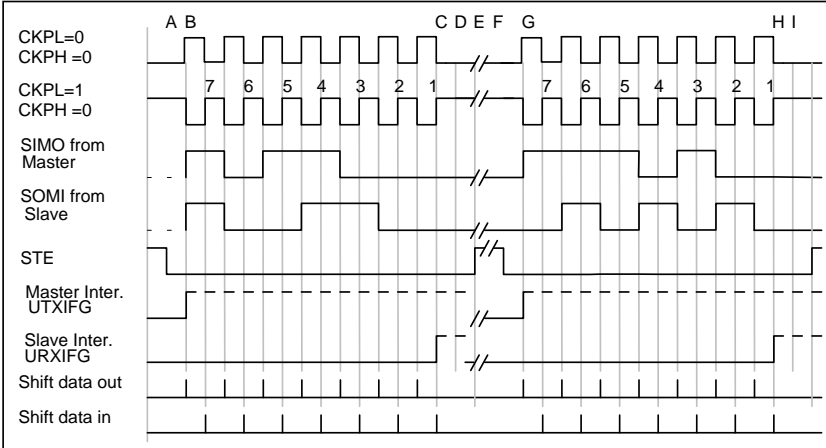 A B C D E F G H I
CKPL=0
CKPH =0
CKPL=1
CKPH =0
7 6 5 4 3 2 1 7 6 5 4 3 2 1
SIMO from
Master
SOMI from
Slave
STE
Master Inter.
UTXIFG
Slave Inter.
URXIFG
Shift data out
Shift data in